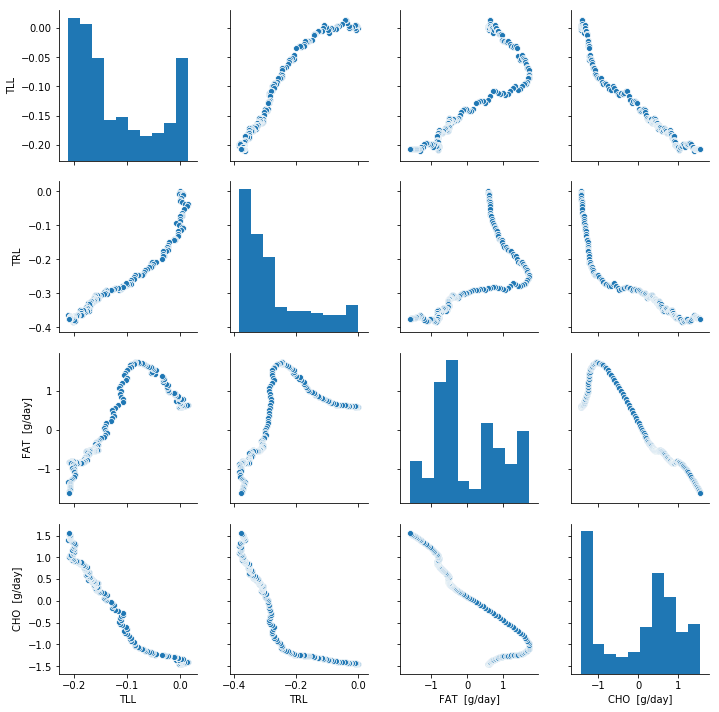 0.00
−0.05
−0.10
−0.15
−0.20
TLL
0.0
−0.1
−0.2
−0.3
−0.4
TRL
1
0
−1
FAT  [g/day]
1.5
1.0
0.5
0.0
−0.5
−1.0
−1.5
CHO  [g/day]
−0.2 −0.1 0.0
TLL
−0.4 −0.2 0.0
TRL
−1 0 1
FAT  [g/day]
−1 0 1
CHO  [g/day]